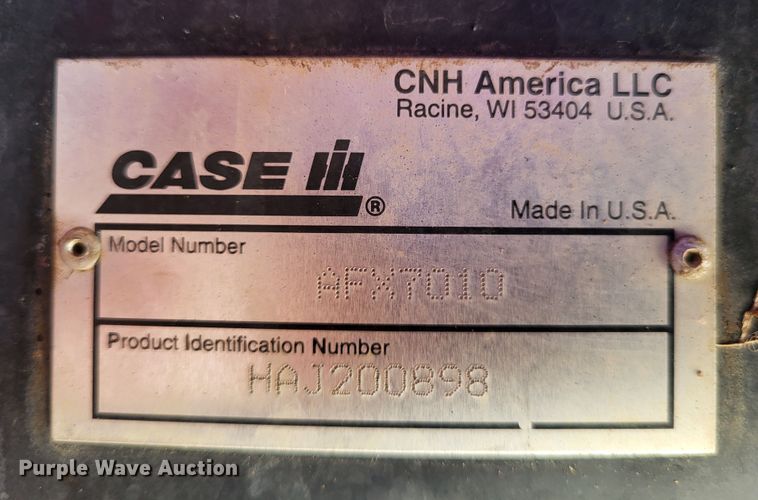 CNH America LLC
Racine, WI 53404 U.S.A.
CASE IH ®
Made In U.S.A.
Model Number
AFX7010
Product Identification Number
HAJ200898
Purple Wave Auction